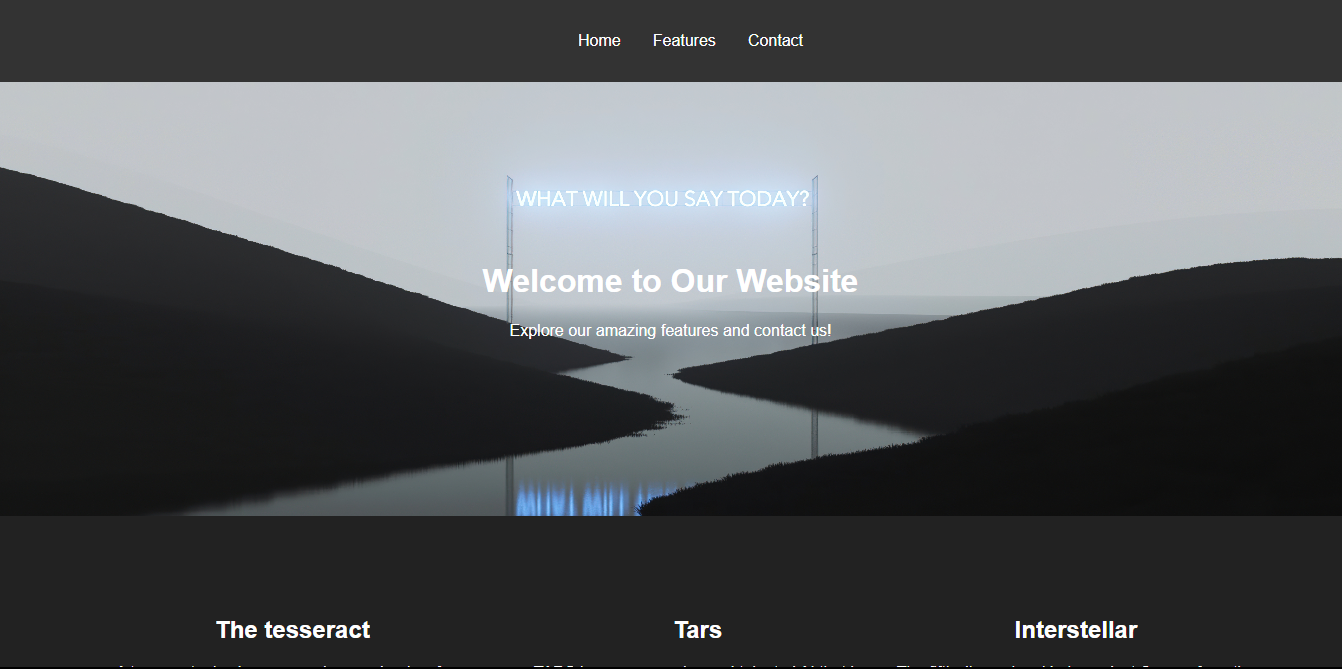 Home Features Contact
WHAT WILL YOU SAY TODAY?
Welcome to Our Website
Explore our amazing features and contact us!
The tesseract Tars Interstellar